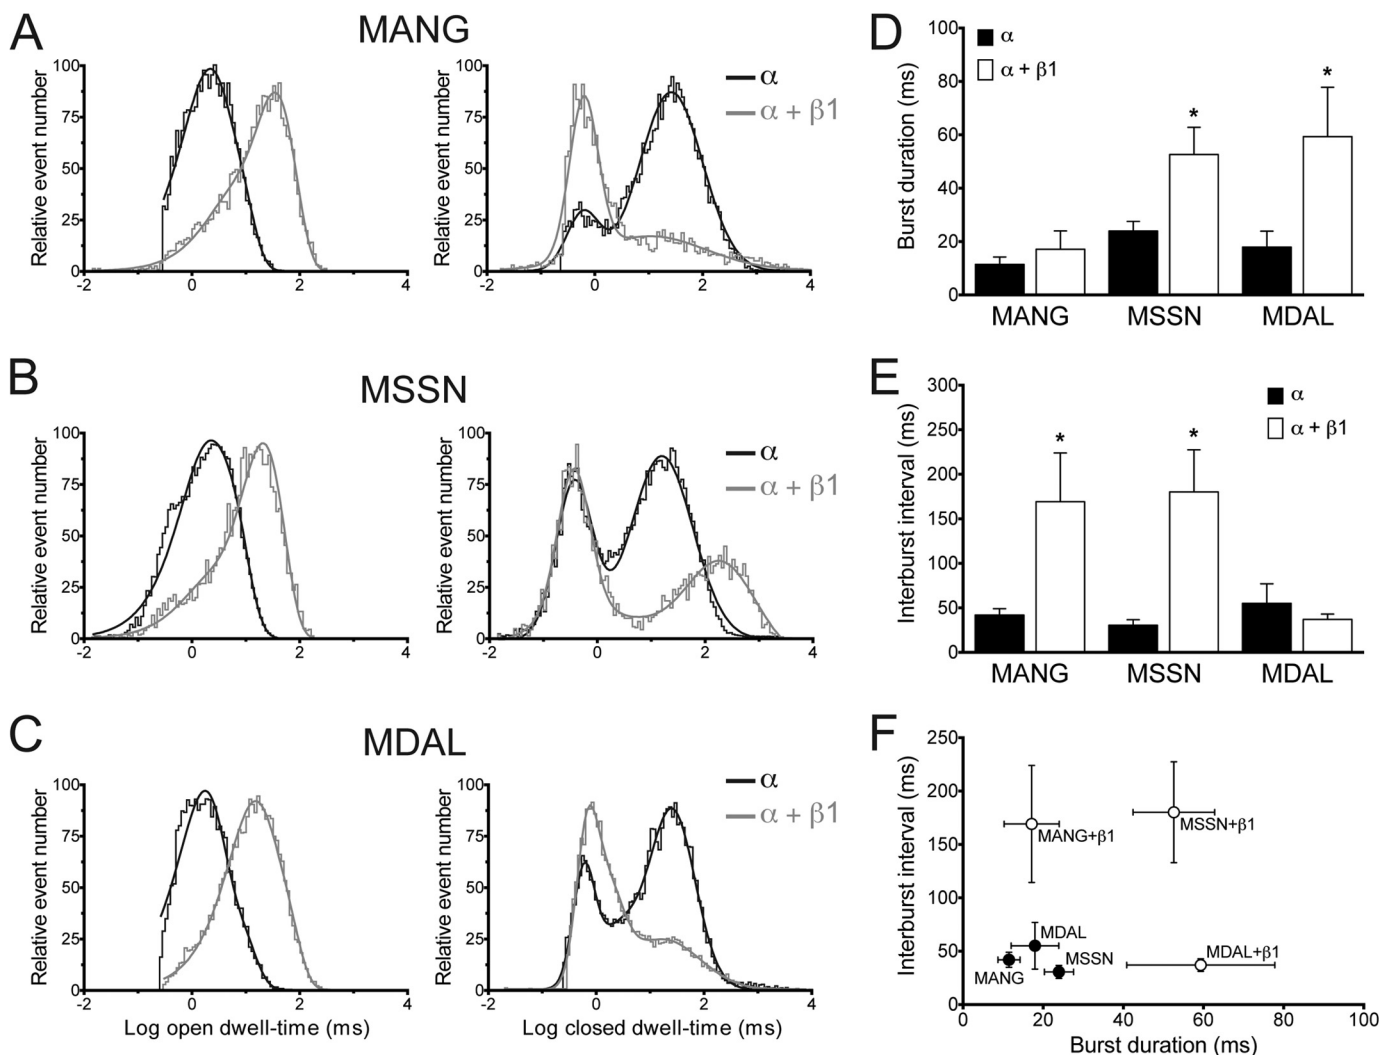 A
MANG
Relative event number
100
75
50
25
0
-2
0
2
4
Relative event number
100
75
50
25
0
-2
0
2
4
α
α + β1
B
MSSN
Relative event number
100
75
50
25
0
-2
0
2
4
Relative event number
100
75
50
25
0
-2
0
2
4
α
α + β1
C
MDAL
Relative event number
100
75
50
25
0
-2
0
2
4
Log open dwell-time (ms)
Relative event number
100
75
50
25
0
-2
0
2
4
Log closed dwell-time (ms)
α
α + β1
D
Burst duration (ms)
100
80
60
40
20
0
α
α + β1
*
*
MANG
MSSN
MDAL
E
Interburst interval (ms)
300
250
200
150
100
50
0
α
α + β1
*
*
MANG
MSSN
MDAL
F
Interburst interval (ms)
250
200
150
100
50
0
MANG+β1
MSSN+β1
MDAL
MSSN
MANG
MDAL+β1
0
20
40
60
80
100
Burst duration (ms)